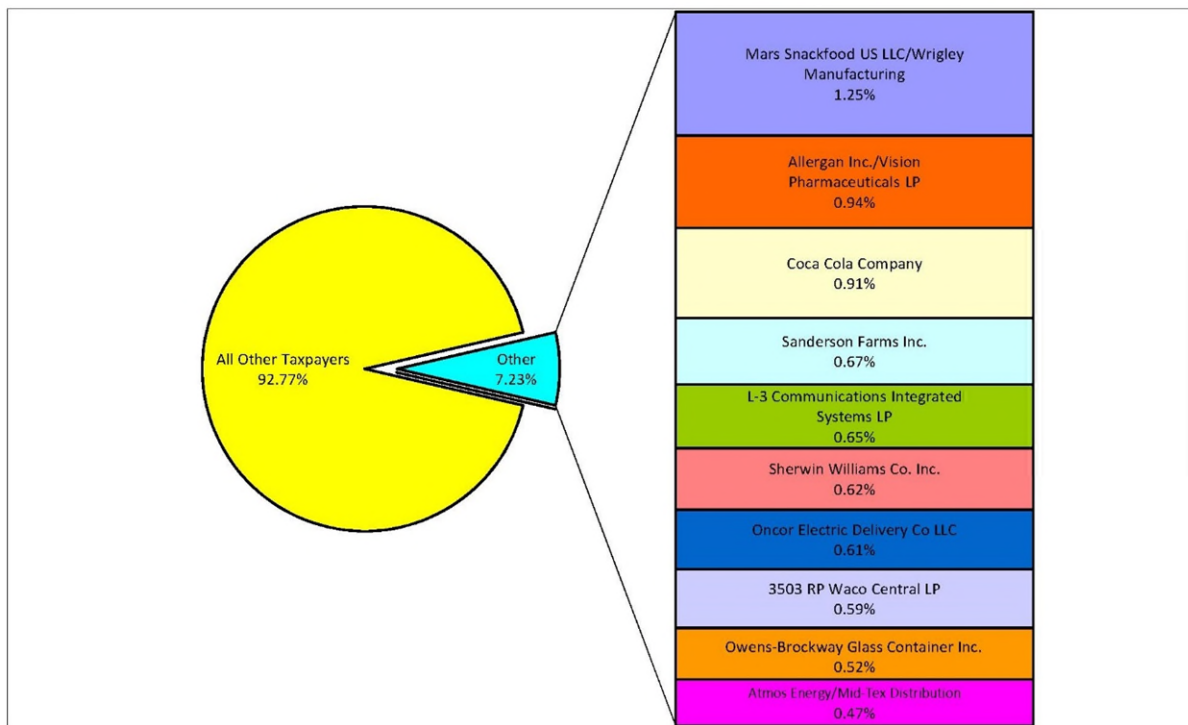 All Other Taxpayers
92.77%
Other
7.23%
Mars Snackfood US LLC/Wrigley
Manufacturing
1.25%
Allergan Inc./Vision
Pharmaceuticals LP
0.94%
Coca Cola Company
0.91%
Sanderson Farms Inc.
0.67%
L-3 Communications Integrated
Systems LP
0.65%
Sherwin Williams Co. Inc.
0.62%
Oncor Electric Delivery Co LLC
0.61%
3503 RP Waco Central LP
0.59%
Owens-Brockway Glass Container Inc.
0.52%
Atmos Energy/Mid-Tex Distribution
0.47%